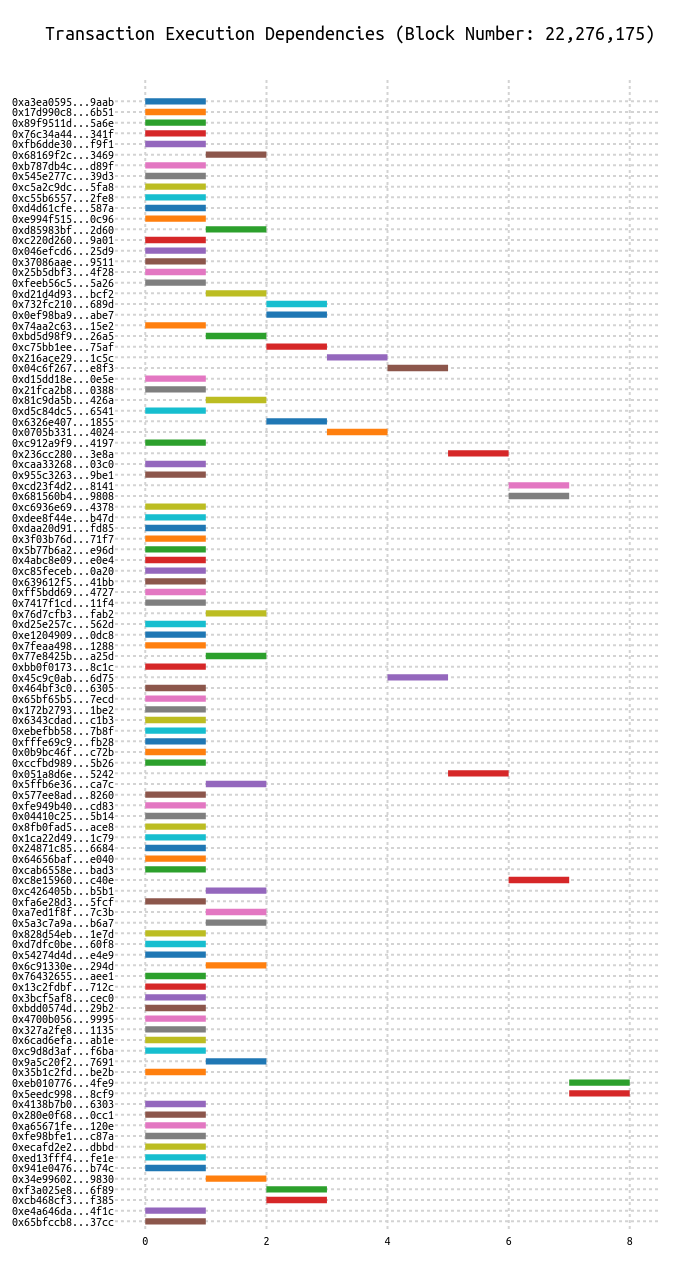 Transaction Execution Dependencies (Block Number: 22,276,175)
0xa3ea0595...9aab
0x17d990c8...6b51
0x89f9511d...5a6e
0x76c34a44...341f
0xfb6dde30...f9f1
0x68169f2c...3469
0xb787db4c...d89f
0x545e277c...39d3
0xc5a2c9dc...5fa8
0xc55b6557...2fe8
0xd4d61cfe...587a
0xe994f515...0c96
0xd85983bf...2d60
0xc220d260...9a01
0x046efcd6...25d9
0x37086aae...9511
0x25b5dbf3...4f28
0xfeeb56c5...5a26
0xd21d4d93...bcf2
0x732fc210...689d
0x0ef98ba9...abe7
0x74aa2c63...15e2
0xbd5d98f9...26a5
0xc75bb1ee...75af
0x216ace29...1c5c
0x04c6f267...e8f3
0xd15dd18e...0e5e
0x21fca2b8...0388
0x81c9da5b...426a
0xd5c84dc5...6541
0x6326e407...1855
0x0705b331...4024
0xc912a9f9...4197
0x236cc280...3e8a
0xcaa33268...03c0
0x955c3263...9be1
0xcd23f4d2...8141
0x681560b4...9808
0xc6936e69...4378
0xdee8f44e...b47d
0xdaa20d91...fd85
0x3f03b76d...71f7
0x5b77b6a2...e96d
0x4abc8e09...e0e4
0xc85feceb...0a20
0x639612f5...41bb
0xff5bdd69...4727
0x7417f1cd...11f4
0x76d7cfb3...fab2
0xd25e257c...562d
0xe1204909...0dc8
0x7feaa498...1288
0x77e8425b...a25d
0xbb0f0173...8c1c
0x45c9c0ab...6d75
0x464bf3c0...6305
0x65bf65b5...7ecd
0x172b2793...1be2
0x6343cdad...c1b3
0xebefbb58...7b8f
0xfffe69c9...fb28
0x0b9bc46f...c72b
0xccfbd989...5b26
0x051a8d6e...5242
0x5ffb6e36...ca7c
0x577ee8ad...8260
0xfe949b40...cd83
0x04410c25...5b14
0x8fb0fad5...ace8
0x1ca22d49...1c79
0x24871c85...6684
0x64656baf...e040
0xcab6558e...bad3
0xc8e15960...c40e
0xc426405b...b5b1
0xfa6e28d3...5fcf
0xa7ed1f8f...7c3b
0x5a3c7a9a...b6a7
0x828d54eb...1e7d
0xd7dfc0be...60f8
0x54274d4d...e4e9
0x6c91330e...294d
0x76432655...aee1
0x13c2fdbf...712c
0x3bcf5af8...cec0
0xbdd0574d...29b2
0x4700b056...9995
0x327a2fe8...1135
0x6cad6efa...ab1e
0xc9d8d3af...f6ba
0x9a5c20f2...7691
0x35b1c2fd...be2b
0xeb010776...4fe9
0x5eedc998...8cf9
0x4138b7b0...6303
0x280e0f68...0cc1
0xa65671fe...120e
0xfe98bfe1...c87a
0xecafd2e2...dbbd
0xed13fff4...fe1e
0x941e0476...b74c
0x34e99602...9830
0xf3a025e8...6f89
0xcb468cf3...f385
0xe4a646da...4f1c
0x65bfccb8...37cc
0 2 4 6 8